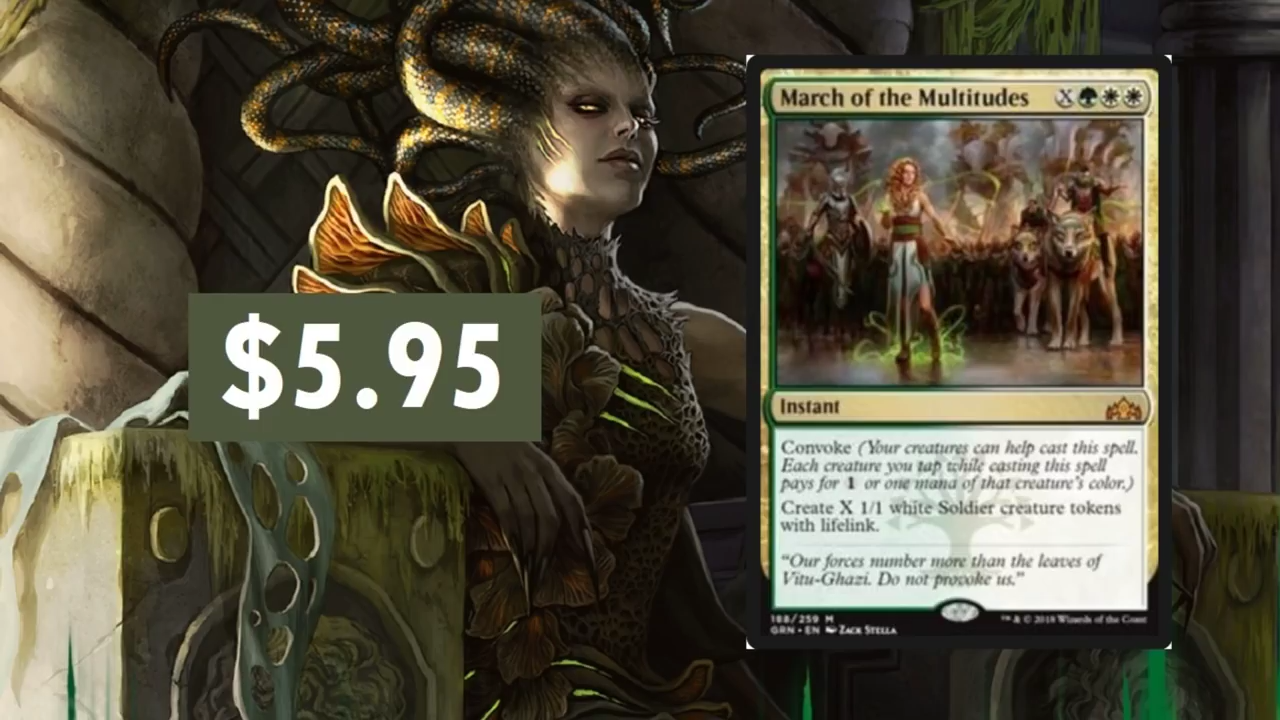 $5.95
March of the Multitudes X
Instant
Convoke (Your creatures can help cast this spell.
Each creature you tap while casting this spell
pays for 1 or one mana of that creature's color.)
Create X 1/1 white Soldier creature tokens
with lifelink.
"Our forces number more than the leaves of
Vitu-Ghazi. Do not provoke us."
188/259 M
GRN • EN Zack Stella
™ & © 2018 Wizards of the Coast